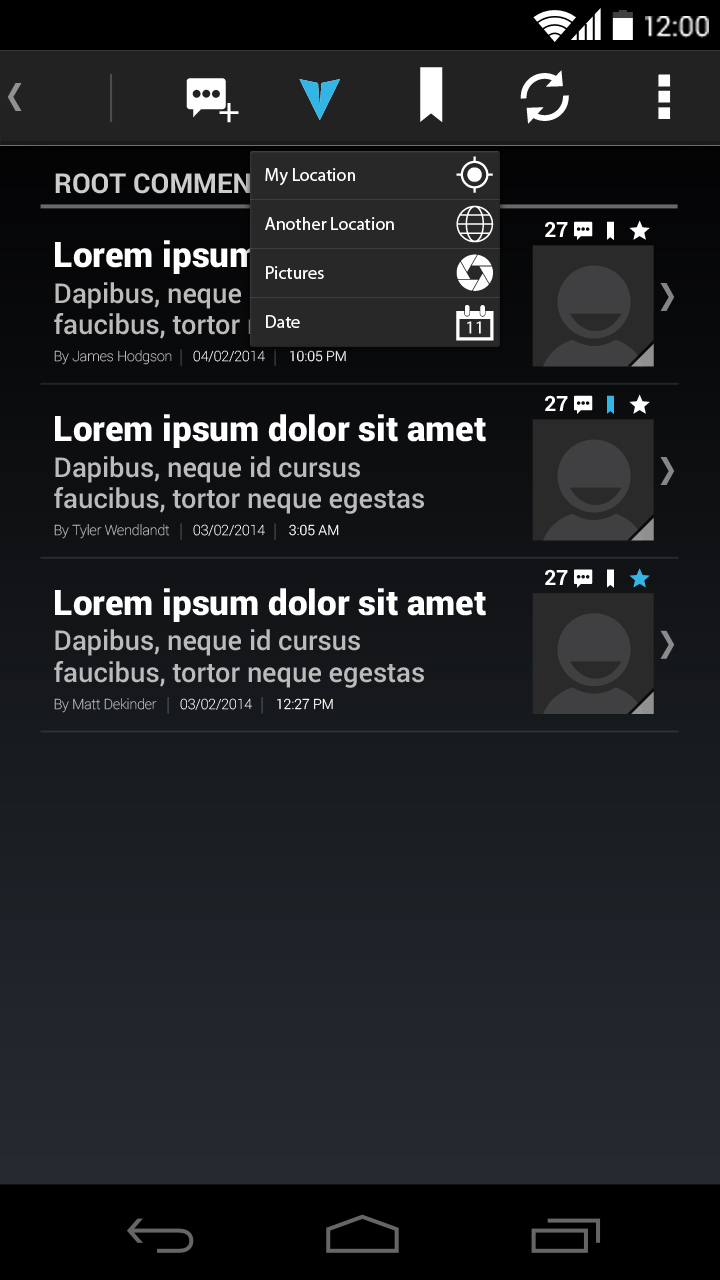 12:00
ROOT COMMEN
My Location
Another Location
Pictures
Date
11
27
Lorem ipsum
Dapibus, neque
faucibus, tortor
By James Hodgson | 04/02/2014 | 10:05 PM
27
Lorem ipsum dolor sit amet
Dapibus, neque id cursus
faucibus, tortor neque egestas
By Tyler Wendlandt | 03/02/2014 | 3:05 AM
27
Lorem ipsum dolor sit amet
Dapibus, neque id cursus
faucibus, tortor neque egestas
By Matt Dekinder | 03/02/2014 | 12:27 PM